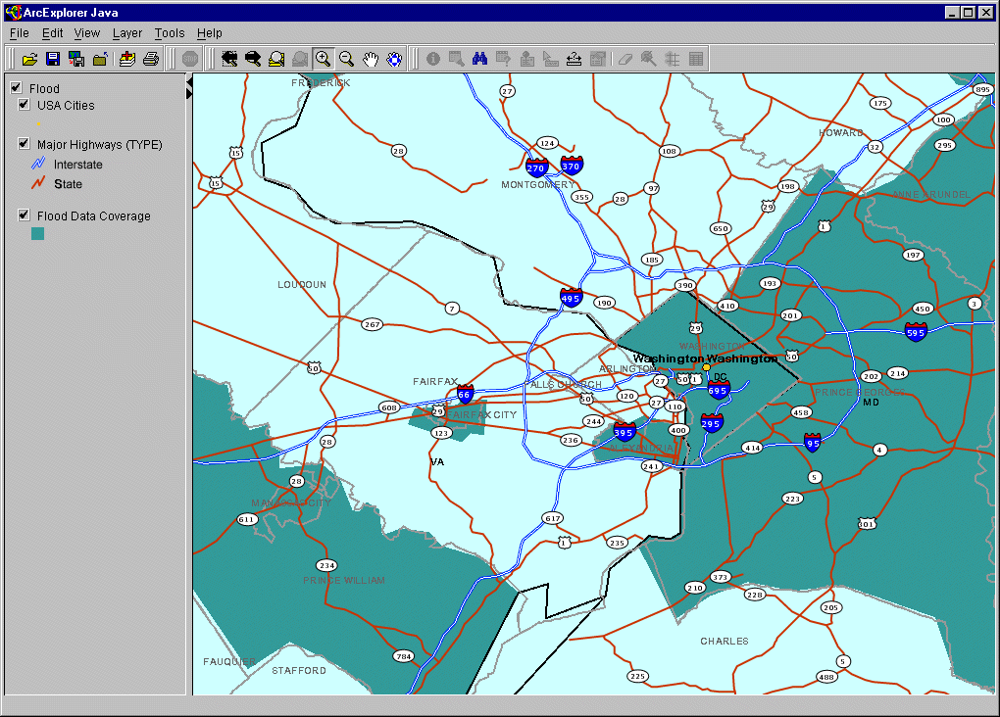 ArcExplorer Java
File Edit View Layer Tools Help
Flood
USA Cities
Major Highways (TYPE)
Interstate
State
Flood Data Coverage
FREDERICK
27
895
175
100
HOWARD
124
28
108
32
295
15
270
370
15
MONTGOMERY
97
198
355
28
29
ANNE ARUNDEL
650
1
185
197
LOUDOUN
390
193
495
190
410
450
3
7
201
267
29
595
WASHINGTON
50
Washington Washington
50
ARLINGTON
DC
202
214
FAIRFAX
27
50
1
66
ALLS CHURCH
695
PRINCE GEORGES
MD
608
29
50
120
27
110
458
FAIRFAX CITY
244
295
123
395
400
28
236
95
ALEXANDRIA
414
4
VA
241
28
5
MANASSAS CITY
223
611
617
301
1
235
234
PRINCE WILLIAM
373
210
228
205
CHARLES
784
FAUQUIER
5
STAFFORD
225
488